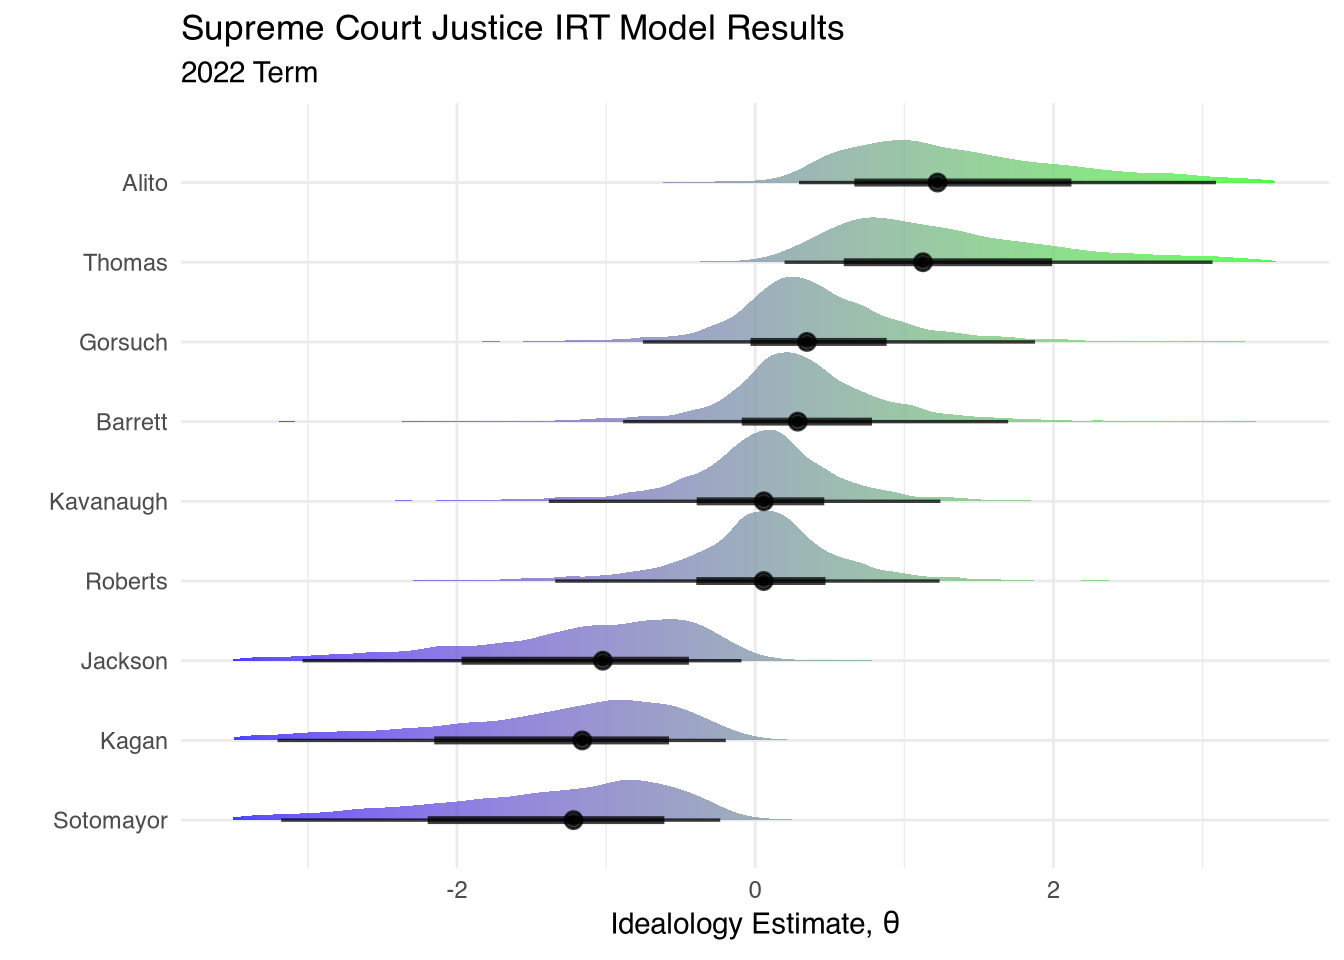 Supreme Court Justice IRT Model Results
2022 Term
Alito
Thomas
Gorsuch
Barrett
Kavanaugh
Roberts
Jackson
Kagan
Sotomayor
-2 0 2
Idealology Estimate, θ